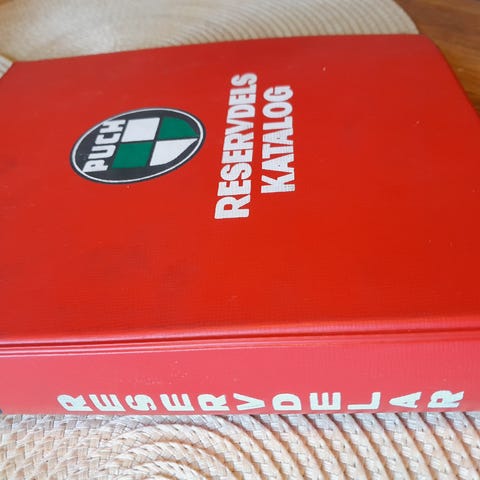 PUCH
RESERVDELS
KATALOG
RESERVDELAR